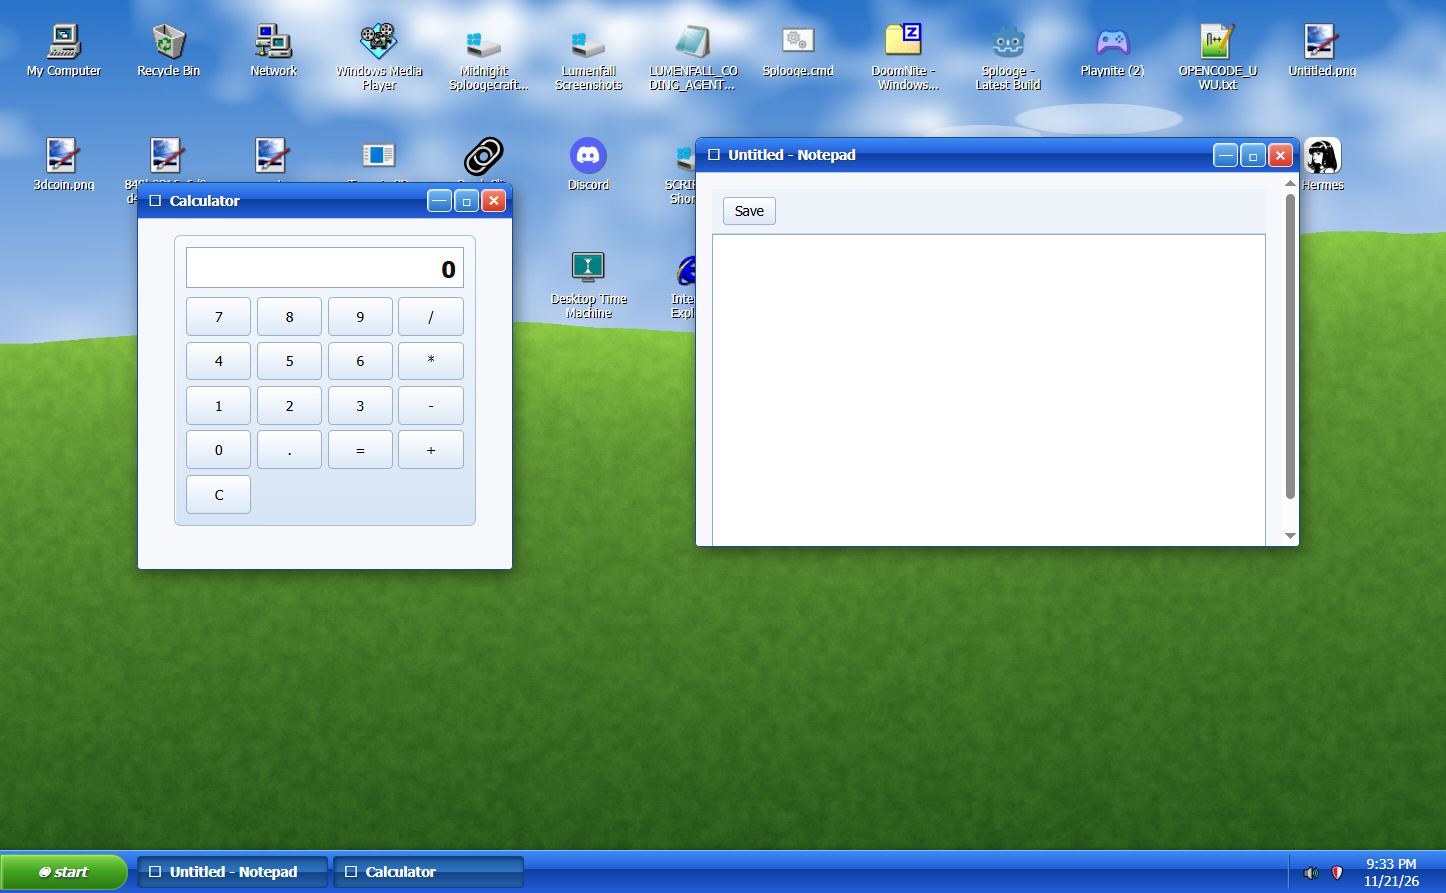 My Computer
Recycle Bin
Network
Windows Media
Player
Midnight
Sploogecraft...
Lumenfall
Screenshots
LUMENFALL_CO
DING_AGENT...
Splooge.cmd
DoomNite -
Windows...
Splooge -
Latest Build
Playnite (2)
OPENCODE_U
WU.txt
Untitled.png
3dcoin.png
Discord
Hermes
Desktop Time
Machine
Calculator
0
7 8 9 /
4 5 6 *
1 2 3 -
0 . = +
C
Untitled - Notepad
Save
start
Untitled - Notepad
Calculator
9:33 PM
11/21/26